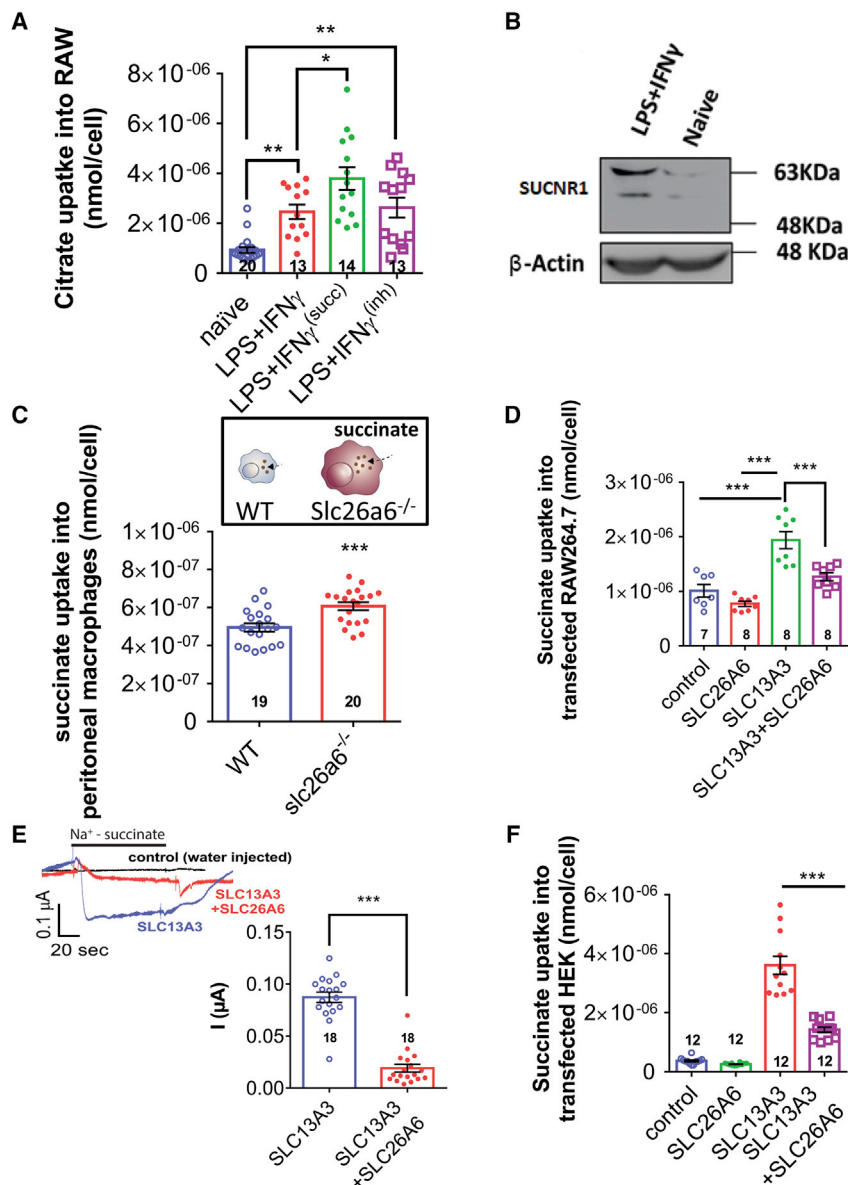 A
Citrate upatke into RAW
(nmol/cell)
8×10⁻⁰⁶
6×10⁻⁰⁶
4×10⁻⁰⁶
2×10⁻⁰⁶
0
**
*
**
20
13
14
13
naïve
LPS+IFNγ
LPS+IFNγ(succ)
LPS+IFNγ(inh)
B
LPS+IFNγ
Naive
SUCNR1
63KDa
48KDa
β-Actin
48 KDa
C
succinate
WT
Slc26a6⁻/⁻
succinate uptake into
peritoneal macrophages (nmol/cell)
1×10⁻⁰⁶
8×10⁻⁰⁷
6×10⁻⁰⁷
4×10⁻⁰⁷
2×10⁻⁰⁷
0
***
19
20
WT
slc26a6⁻/⁻
D
Succinate upatke into
transfected RAW264.7 (nmol/cell)
3×10⁻⁰⁶
2×10⁻⁰⁶
1×10⁻⁰⁶
0
***
***
***
7
8
8
8
control
SLC26A6
SLC13A3
SLC13A3+SLC26A6
E
Na⁺ - succinate
control (water injected)
SLC13A3
+SLC26A6
SLC13A3
0.1 µA
20 sec
I (µA)
0.15
0.10
0.05
0.00
***
18
18
SLC13A3
SLC13A3
+SLC26A6
F
Succinate upatke into
transfected HEK (nmol/cell)
6×10⁻⁰⁶
4×10⁻⁰⁶
2×10⁻⁰⁶
0
***
12
12
12
12
control
SLC26A6
SLC13A3
SLC13A3
+SLC26A6